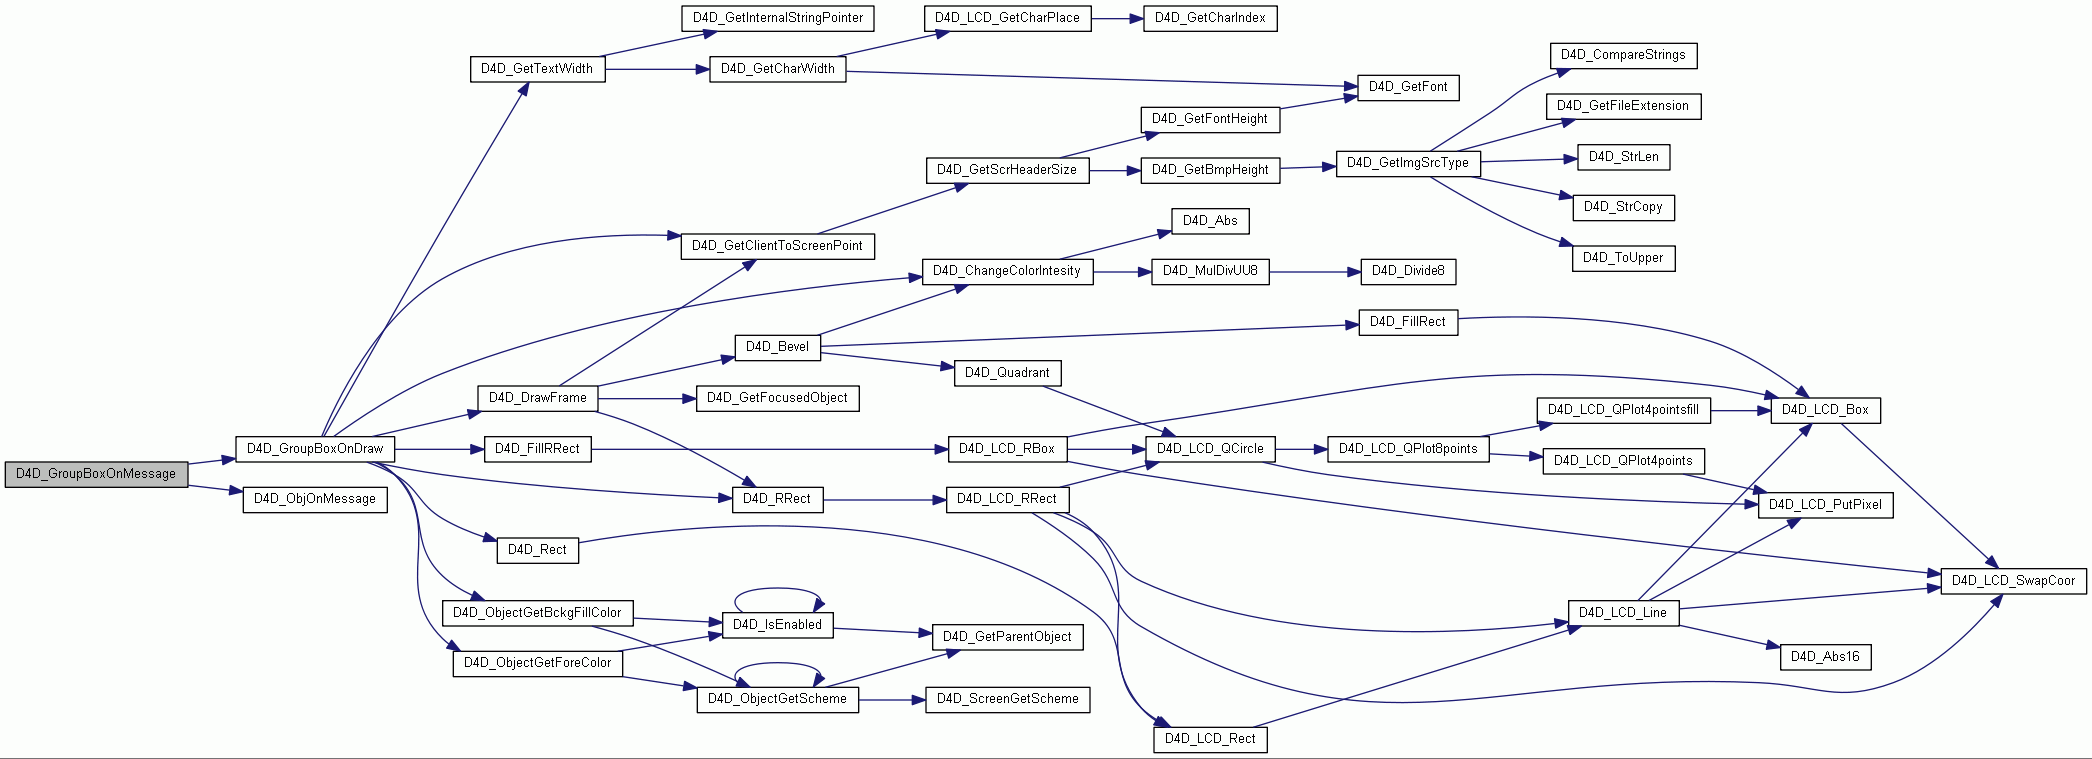 D4D_GetInternalStringPointer
D4D_LCD_GetCharPlace
D4D_GetCharIndex
D4D_CompareStrings
D4D_GetTextWidth
D4D_GetCharWidth
D4D_GetFont
D4D_GetFileExtension
D4D_GetFontHeight
D4D_StrLen
D4D_GetScrHeaderSize
D4D_GetBmpHeight
D4D_GetImgSrcType
D4D_StrCopy
D4D_Abs
D4D_GetClientToScreenPoint
D4D_ToUpper
D4D_ChangeColorIntesity
D4D_MulDivUU8
D4D_Divide8
D4D_FillRect
D4D_Bevel
D4D_Quadrant
D4D_DrawFrame
D4D_GetFocusedObject
D4D_LCD_QPlot4pointsfill
D4D_LCD_Box
D4D_GroupBoxOnDraw
D4D_FillRRect
D4D_LCD_RBox
D4D_LCD_QCircle
D4D_LCD_QPlot8points
D4D_LCD_QPlot4points
D4D_GroupBoxOnMessage
D4D_ObjOnMessage
D4D_RRect
D4D_LCD_RRect
D4D_LCD_PutPixel
D4D_Rect
D4D_LCD_SwapCoor
D4D_ObjectGetBckgFillColor
D4D_IsEnabled
D4D_LCD_Line
D4D_GetParentObject
D4D_ObjectGetForeColor
D4D_Abs16
D4D_ObjectGetScheme
D4D_ScreenGetScheme
D4D_LCD_Rect